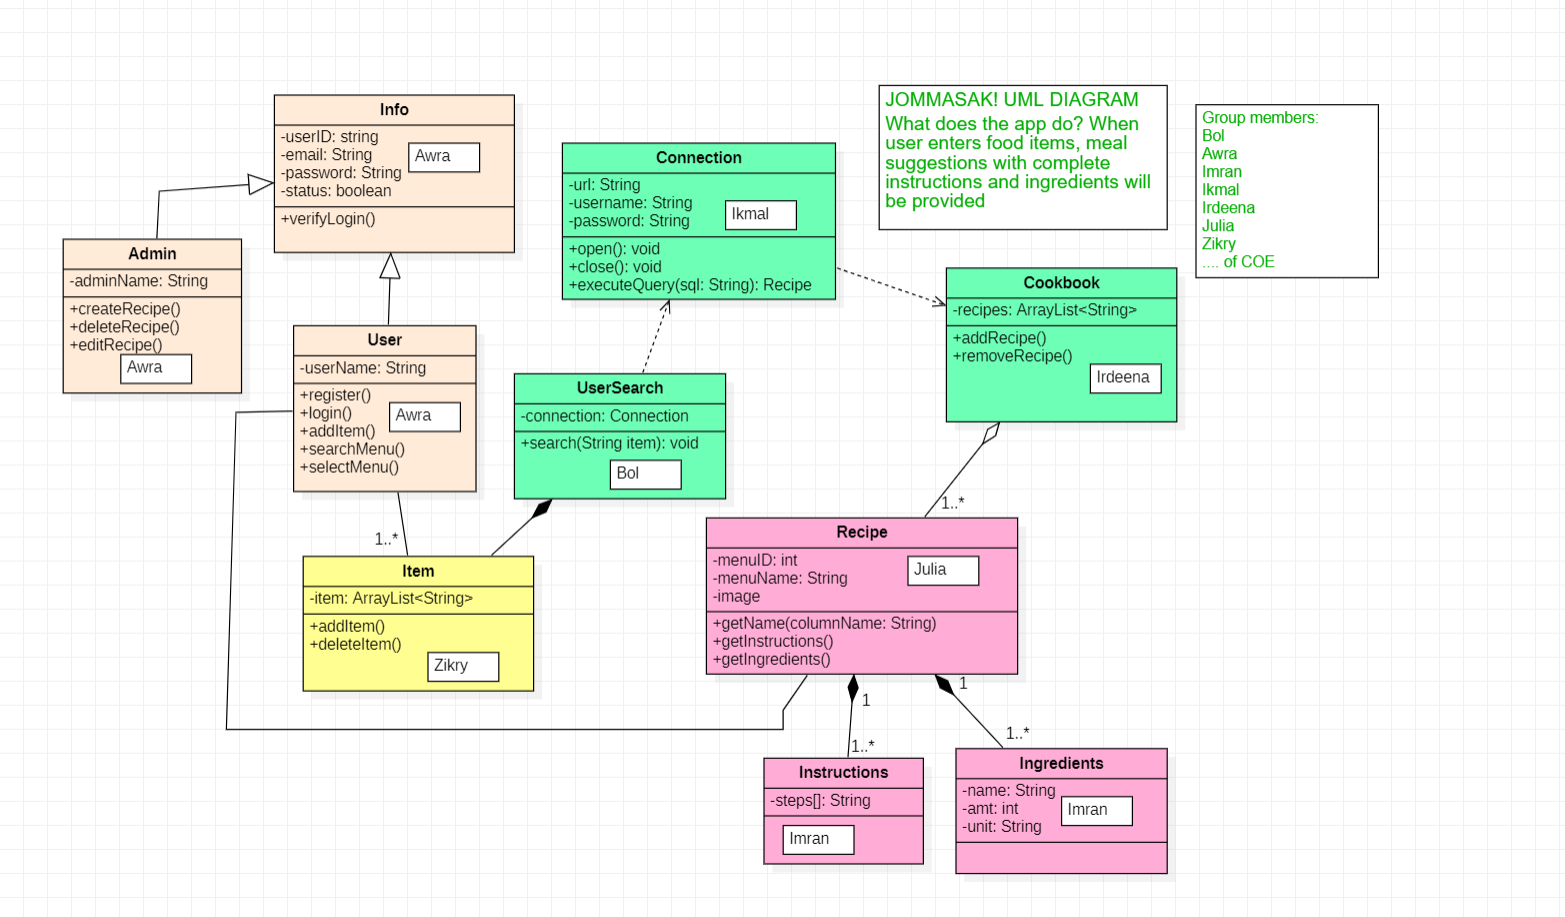 Info
-userID: string
-email: String
-password: String
-status: boolean
Awra
+verifyLogin()
Admin
-adminName: String
+createRecipe()
+deleteRecipe()
+editRecipe()
Awra
User
-userName: String
+register()
+login()
+addItem()
+searchMenu()
+selectMenu()
Awra
1..*
Item
-item: ArrayList<String>
+addItem()
+deleteItem()
Zikry
Connection
-url: String
-username: String
-password: String
Ikmal
+open(): void
+close(): void
+executeQuery(sql: String): Recipe
UserSearch
-connection: Connection
+search(String item): void
Bol
JOMMASAK! UML DIAGRAM
What does the app do? When
user enters food items, meal
suggestions with complete
instructions and ingredients will
be provided
Group members:
Bol
Awra
Imran
Ikmal
Irdeena
Julia
Zikry
.... of COE
Cookbook
-recipes: ArrayList<String>
+addRecipe()
+removeRecipe()
Irdeena
1..*
Recipe
-menuID: int
-menuName: String
-image
Julia
+getName(columnName: String)
+getInstructions()
+getIngredients()
1
1
1..*
1..*
Instructions
-steps[]: String
Imran
Ingredients
-name: String
-amt: int
-unit: String
Imran